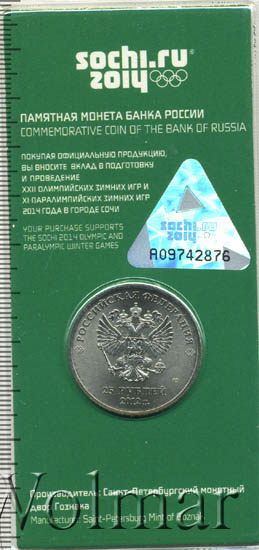 sochi.ru
2014
ПАМЯТНАЯ МОНЕТА БАНКА РОССИИ
COMMEMORATIVE COIN OF THE BANK OF RUSSIA
ПОКУПАЯ ОФИЦИАЛЬНУЮ ПРОДУКЦИЮ,
ВЫ ВНОСИТЕ ВКЛАД В ПОДГОТОВКУ
И ПРОВЕДЕНИЕ
XXII ОЛИМПИЙСКИХ ЗИМНИХ ИГР И
XI ПАРАЛИМПИЙСКИХ ЗИМНИХ ИГР
2014 ГОДА В ГОРОДЕ СОЧИ
YOUR PURCHASE SUPPORTS
THE SOCHI 2014 OLYMPIC AND
PARALYMPIC WINTER GAMES
sochi.ru
2014
A09742876
РОССИЙСКАЯ ФЕДЕРАЦИЯ
25 РУБЛЕЙ
2012 г.
Производитель: Санкт-Петербургский монетный
двор Гознака
Manufacturer: Saint-Petersburg Mint of Goznak
Wolmar